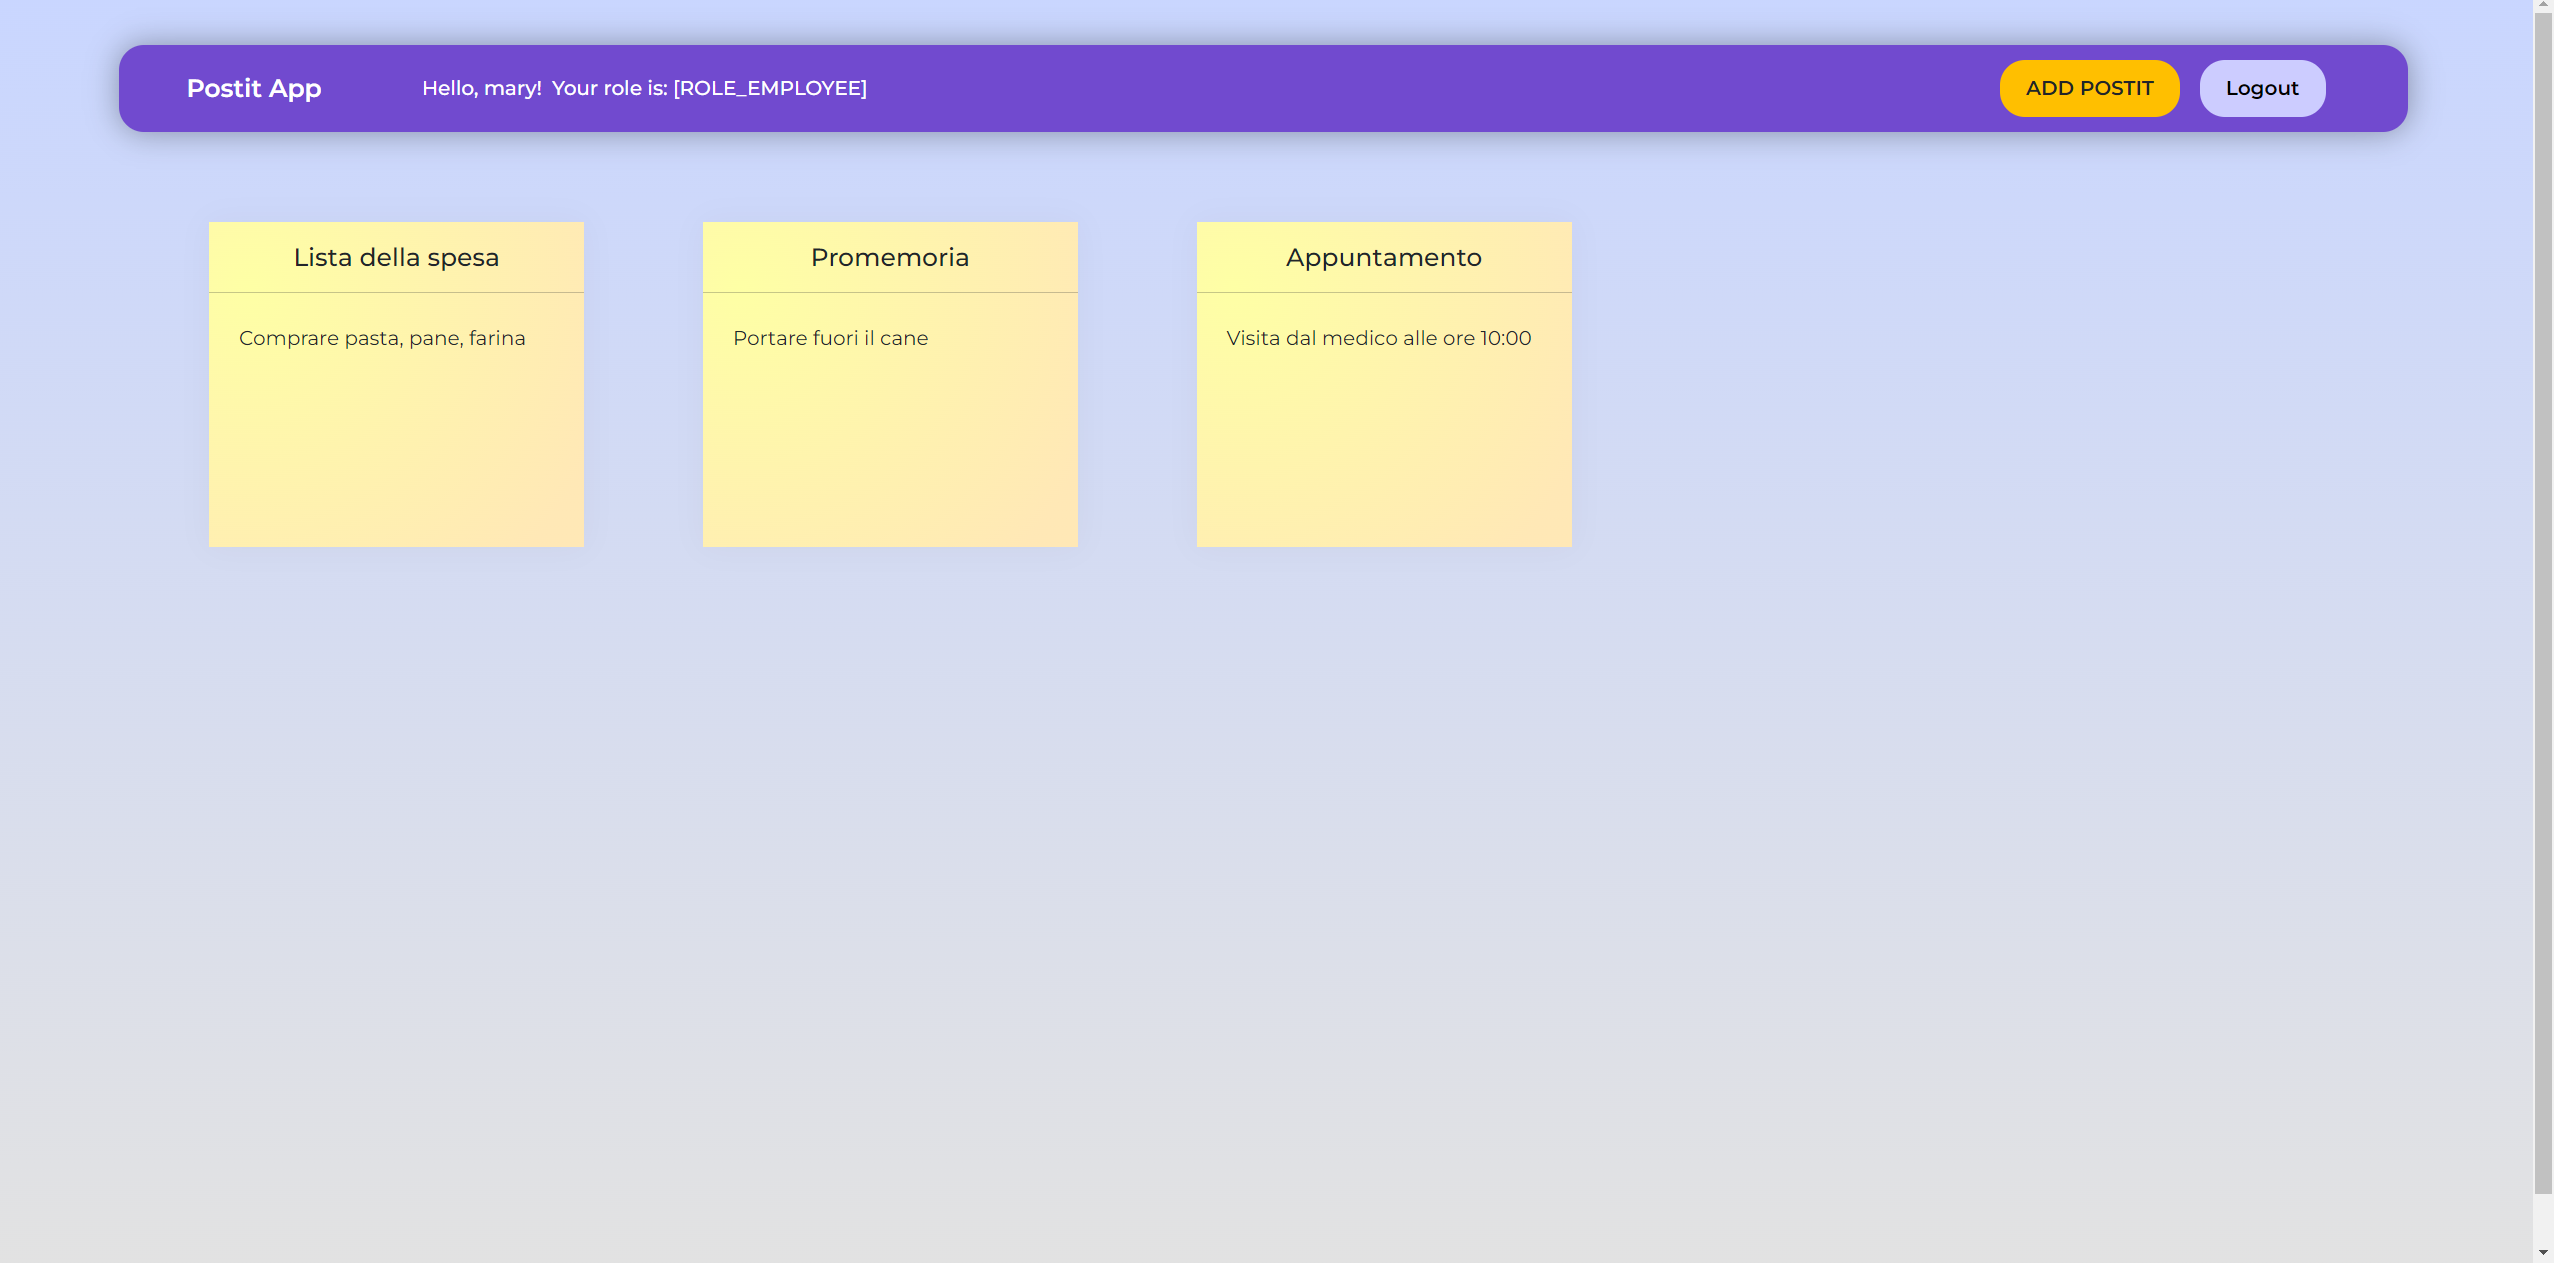 Postit App
Hello, mary!  Your role is: [ROLE_EMPLOYEE]
ADD POSTIT
Logout
Lista della spesa
Comprare pasta, pane, farina
Promemoria
Portare fuori il cane
Appuntamento
Visita dal medico alle ore 10:00